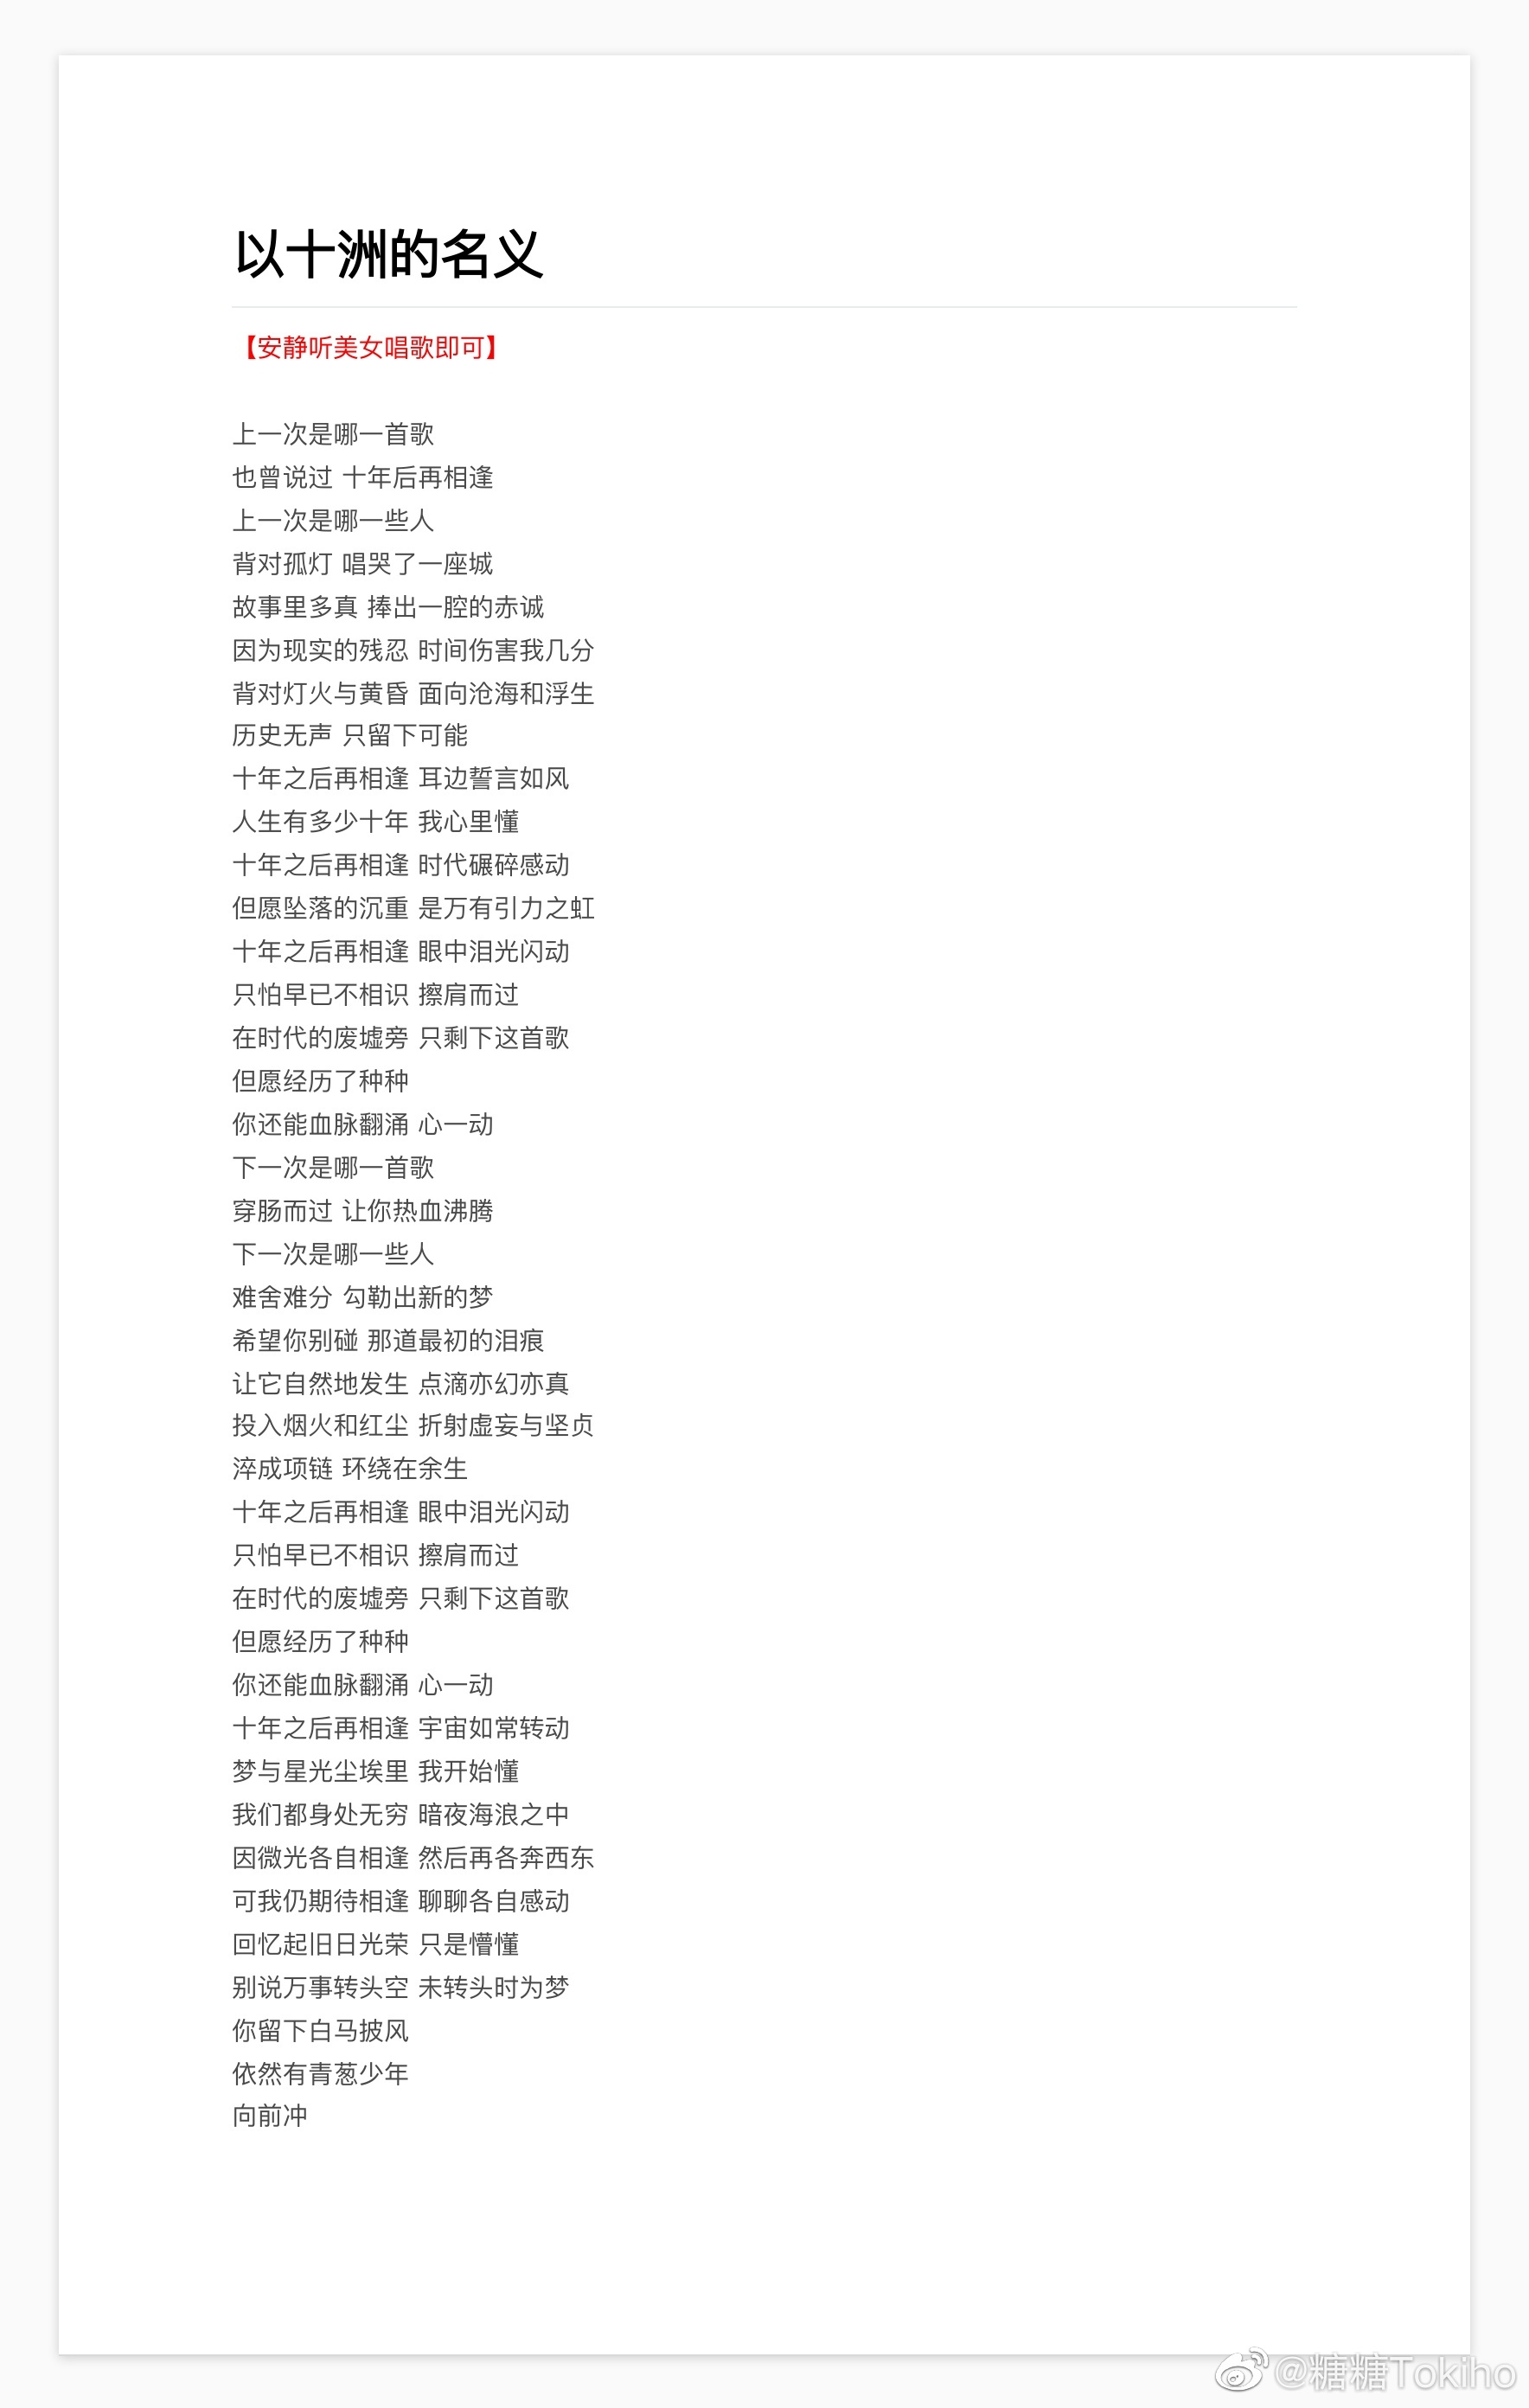 以十洲的名义
【安静听美女唱歌即可】
上一次是哪一首歌
也曾说过 十年后再相逢
上一次是哪一些人
背对孤灯 唱哭了一座城
故事里多真 捧出一腔的赤诚
因为现实的残忍 时间伤害我几分
背对灯火与黄昏 面向沧海和浮生
历史无声 只留下可能
十年之后再相逢 耳边誓言如风
人生有多少十年 我心里懂
十年之后再相逢 时代碾碎感动
但愿坠落的沉重 是万有引力之虹
十年之后再相逢 眼中泪光闪动
只怕早已不相识 擦肩而过
在时代的废墟旁 只剩下这首歌
但愿经历了种种
你还能血脉翻涌 心一动
下一次是哪一首歌
穿肠而过 让你热血沸腾
下一次是哪一些人
难舍难分 勾勒出新的梦
希望你别碰 那道最初的泪痕
让它自然地发生 点滴亦幻亦真
投入烟火和红尘 折射虚妄与坚贞
淬成项链 环绕在余生
十年之后再相逢 眼中泪光闪动
只怕早已不相识 擦肩而过
在时代的废墟旁 只剩下这首歌
但愿经历了种种
你还能血脉翻涌 心一动
十年之后再相逢 宇宙如常转动
梦与星光尘埃里 我开始懂
我们都身处无穷 暗夜海浪之中
因微光各自相逢 然后再各奔西东
可我仍期待相逢 聊聊各自感动
回忆起旧日光荣 只是懵懂
别说万事转头空 未转头时为梦
你留下白马披风
依然有青葱少年
向前冲
@糖糖Tokiho